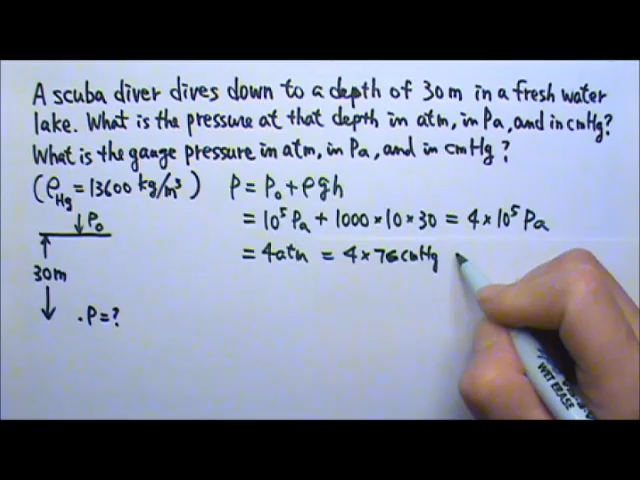 A scuba diver dives down to a depth of 30m in a fresh water
lake. What is the pressure at that depth in atm, in Pa, and in cmHg?
What is the gauge pressure in atm, in Pa, and in cmHg?
(ρHg = 13600 kg/m³) P = P₀ + ρgh
= 10⁵ Pa + 1000 × 10 × 30 = 4 × 10⁵ Pa
= 4 atm = 4 × 76 cmHg
P₀
30m
.P = ?
WET ERASE